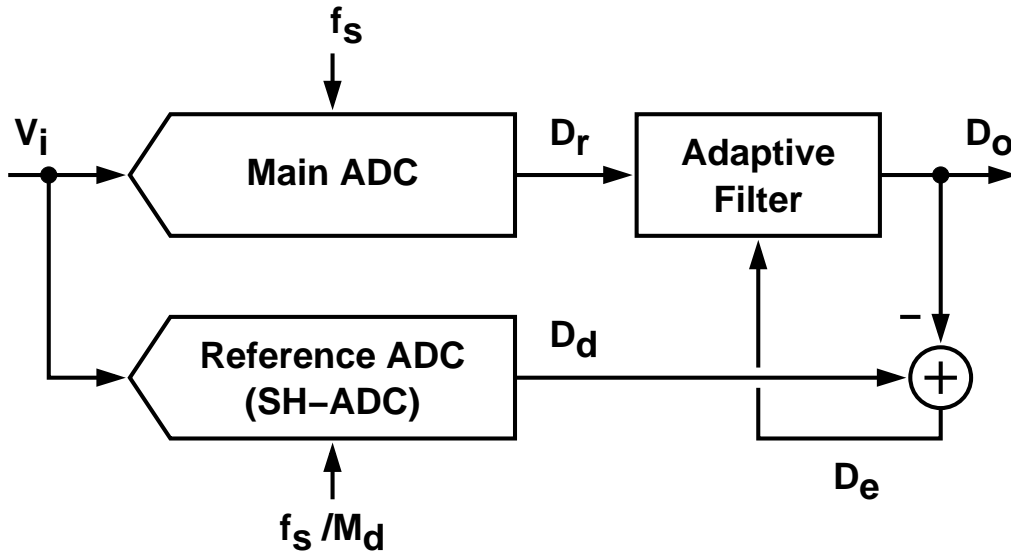 fs
Vi
Main ADC
Dr
Adaptive
Filter
Do
Reference ADC
(SH–ADC)
Dd
–
+
De
fs /Md